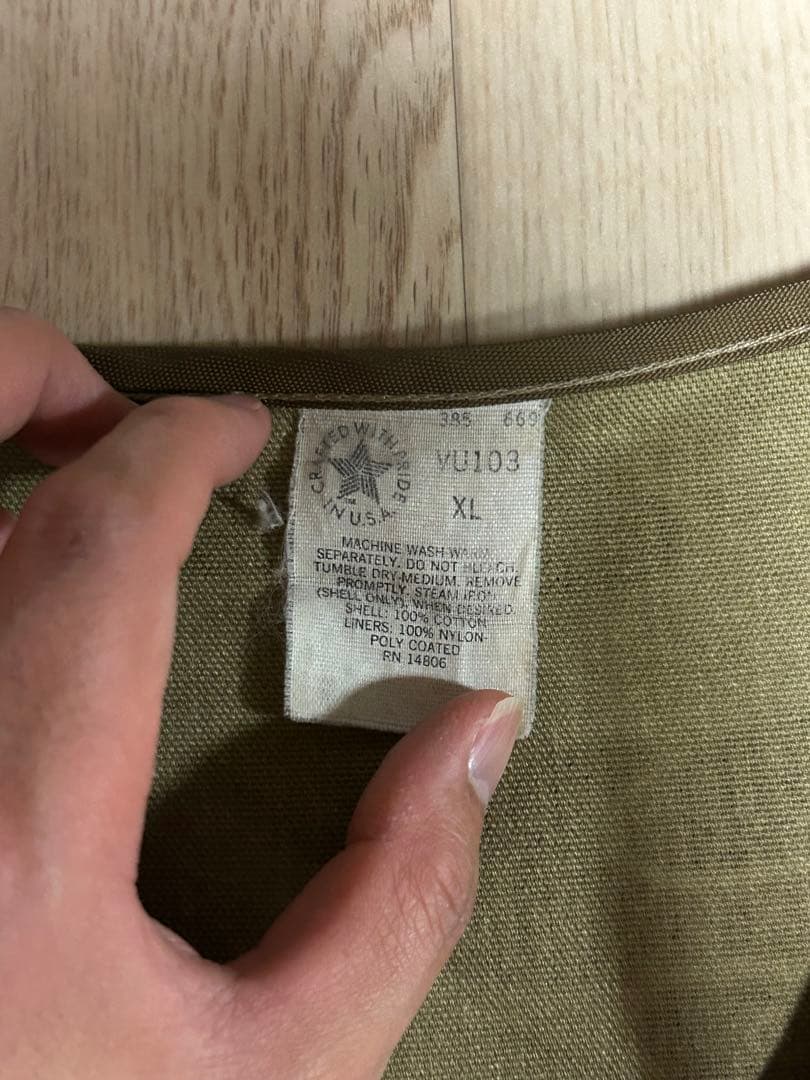 385 669
VU103
XL
CRAFTED WITH PRIDE
IN U.S.A.
MACHINE WASH WARM
SEPARATELY. DO NOT BLEACH.
TUMBLE DRY-MEDIUM. REMOVE
PROMPTLY. STEAM IRON
(SHELL ONLY), WHEN DESIRED.
SHELL: 100% COTTON
LINERS: 100% NYLON-
POLY COATED
RN 14806